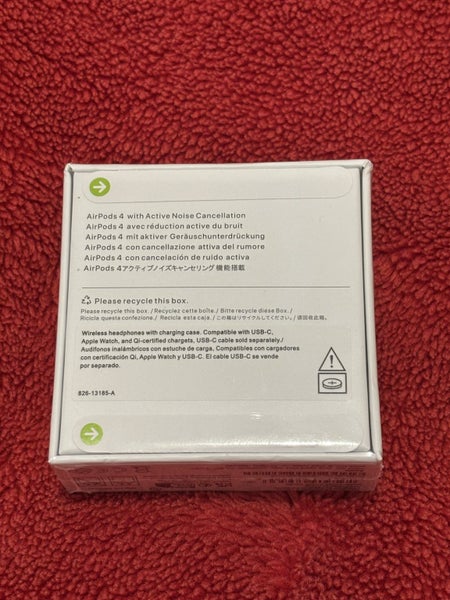 AirPods 4 with Active Noise Cancellation
AirPods 4 avec réduction active du bruit
AirPods 4 mit aktiver Geräuschunterdrückung
AirPods 4 con cancellazione attiva del rumore
AirPods 4 con cancelación de ruido activa
AirPods 4アクティブノイズキャンセリング機能搭載
Please recycle this box.
Please recycle this box. / Recyclez cette boîte. / Bitte recycle diese Box. /
Ricicla questa confezione. / Recicla esta caja. / この箱はリサイクルしてください。/ 请回收此箱。
Wireless headphones with charging case. Compatible with USB-C,
Apple Watch, and Qi-certified chargets, USB-C cable sold separately./
Audífonos inalámbricos con estuche de carga. Compatibles con cargadores
con certificación Qi, Apple Watch y USB-C. El cable USB-C se vende
por separado.
826-13185-A